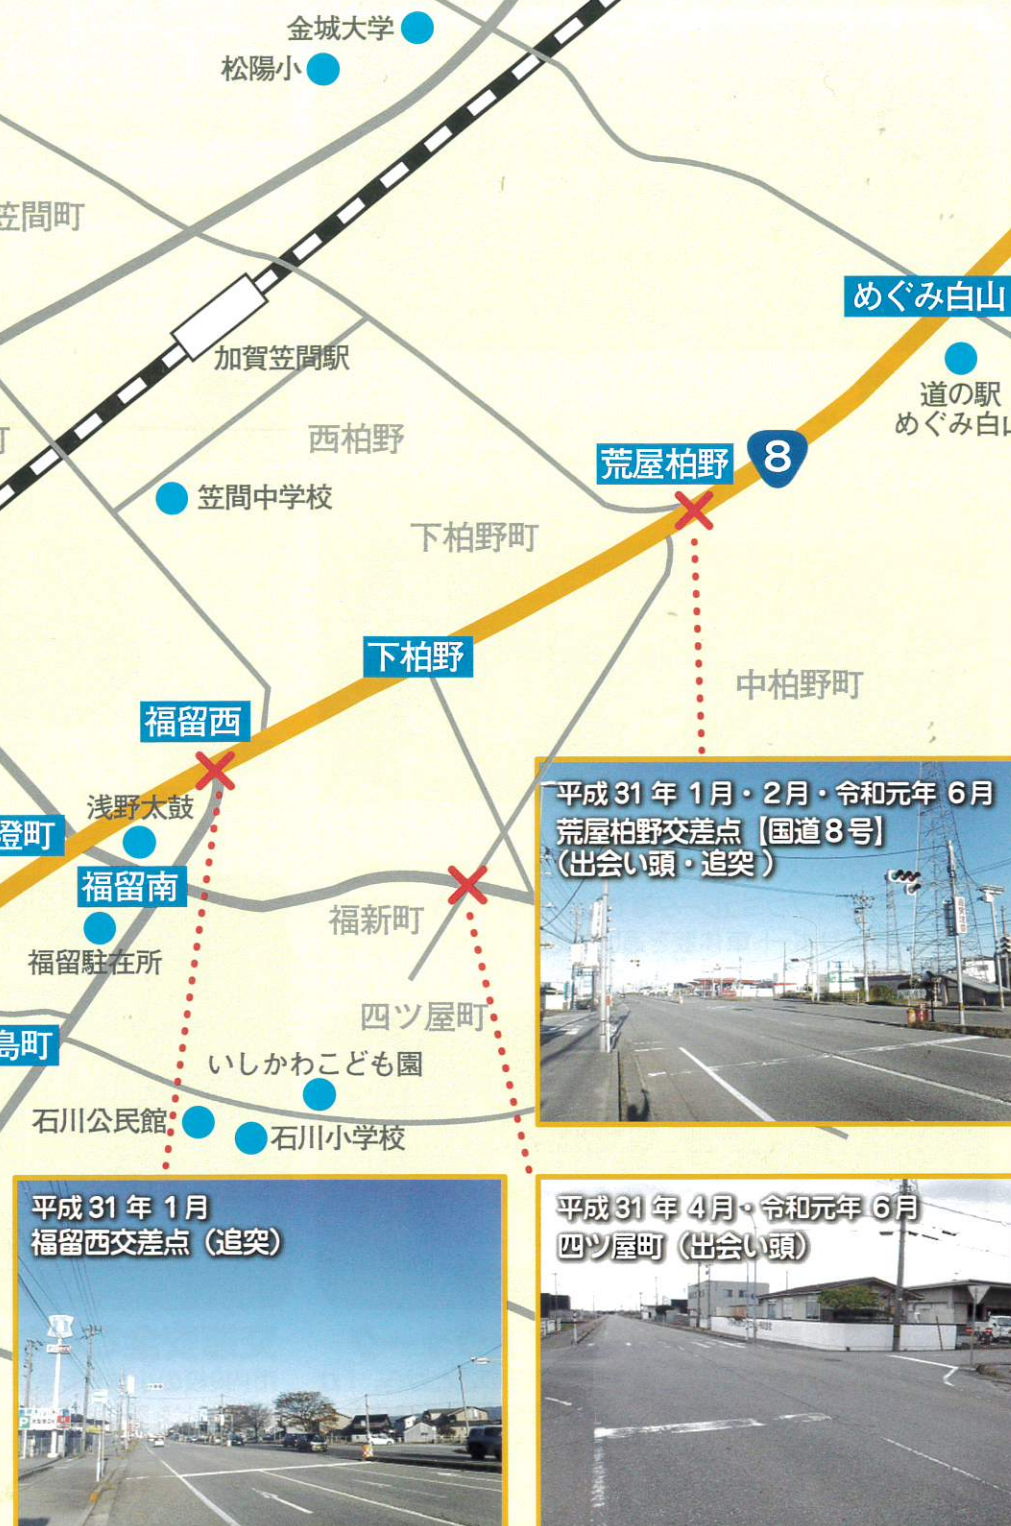 金城大学
松陽小
笠間町
めぐみ白山
加賀笠間駅
道の駅
めぐみ白山
西柏野
荒屋柏野
8
笠間中学校
町
下柏野町
下柏野
中柏野町
福留西
浅野太鼓
澄町
福留南
福新町
福留駐在所
四ツ屋町
島町
いしかわこども園
石川公民館
石川小学校
平成31年 1月・2月・令和元年 6月
荒屋柏野交差点【国道8号】
（出会い頭・追突）
平成31年 1月
福留西交差点（追突）
平成31年 4月・令和元年 6月
四ツ屋町（出会い頭）